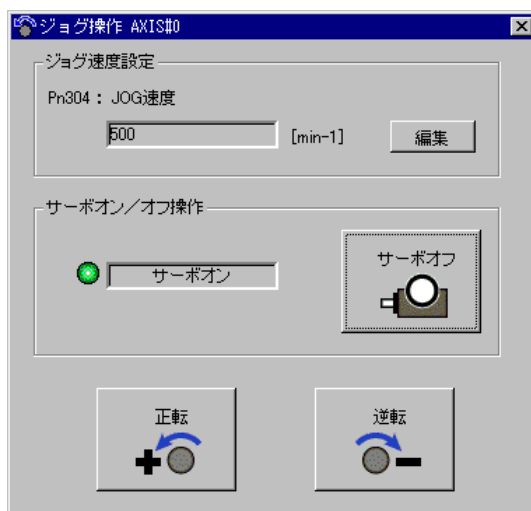 ジョグ操作 AXIS#0
ジョグ速度設定
Pn304 : JOG速度
500 [min-1] 編集
サーボオン／オフ操作
サーボオン
サーボオフ
正転
逆転